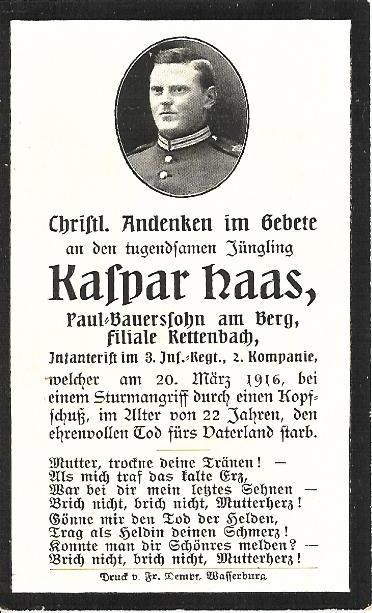 Christl. Andenken im Gebete
an den tugendsamen Jüngling
Kaspar Haas,
Paul-Bauerssohn am Berg,
Filiale Rettenbach,
Infanterist im 3. Inf.-Regt., 2. Kompanie,
welcher am 20. März 1916, bei
einem Sturmangriff durch einen Kopf-
schuß, im Alter von 22 Jahren, den
ehrenvollen Tod fürs Vaterland starb.
Mutter, trockne deine Tränen! —
Als mich traf das kalte Erz,
War bei dir mein letztes Sehnen —
Brich nicht, brich nicht, Mutterherz!
Gönne mir den Tod der Helden,
Trag als Heldin deinen Schmerz!
Konnte man dir Schönres melden? —
Brich nicht, brich nicht, Mutterherz!
Druck v. Fr. Dempf, Wasserburg.